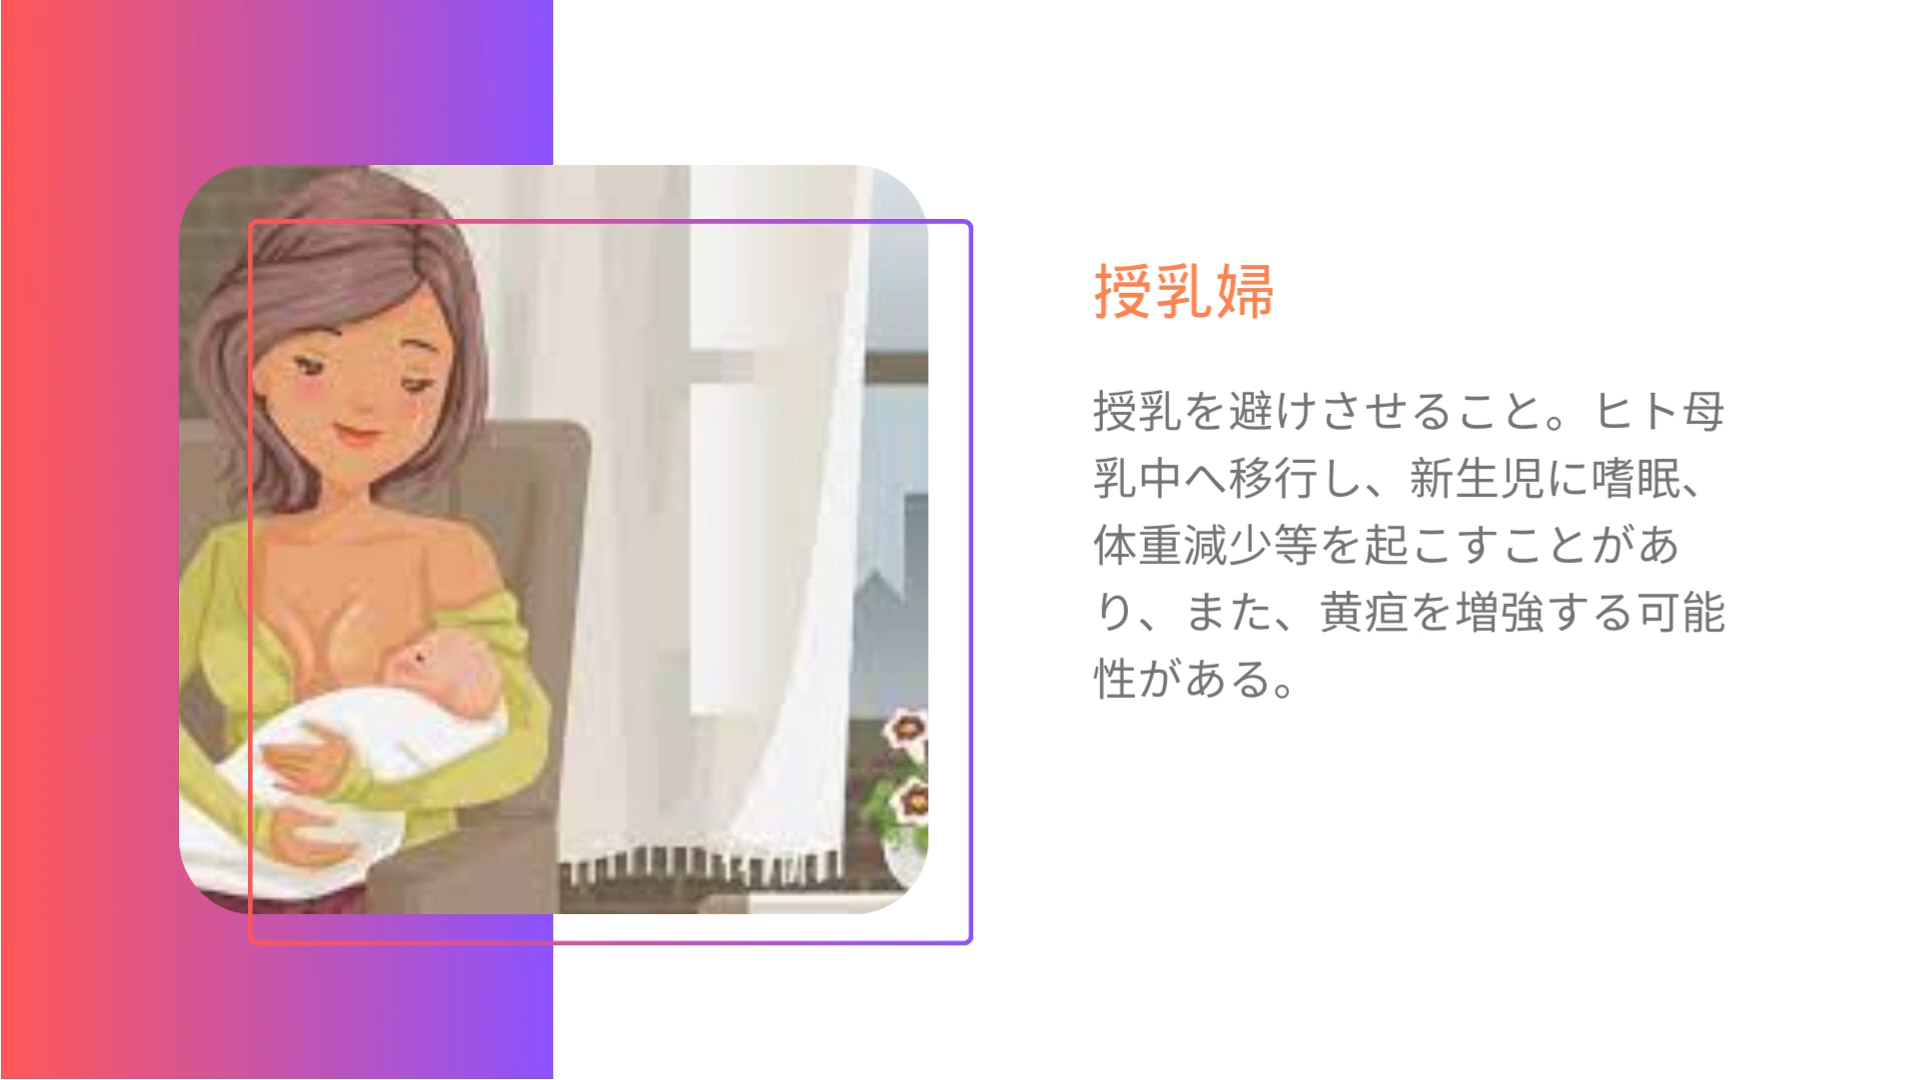 授乳婦
授乳を避けさせること。ヒト母
乳中へ移行し、新生児に嗜眠、
体重減少等を起こすことがあ
り、また、黄疸を増強する可能
性がある。